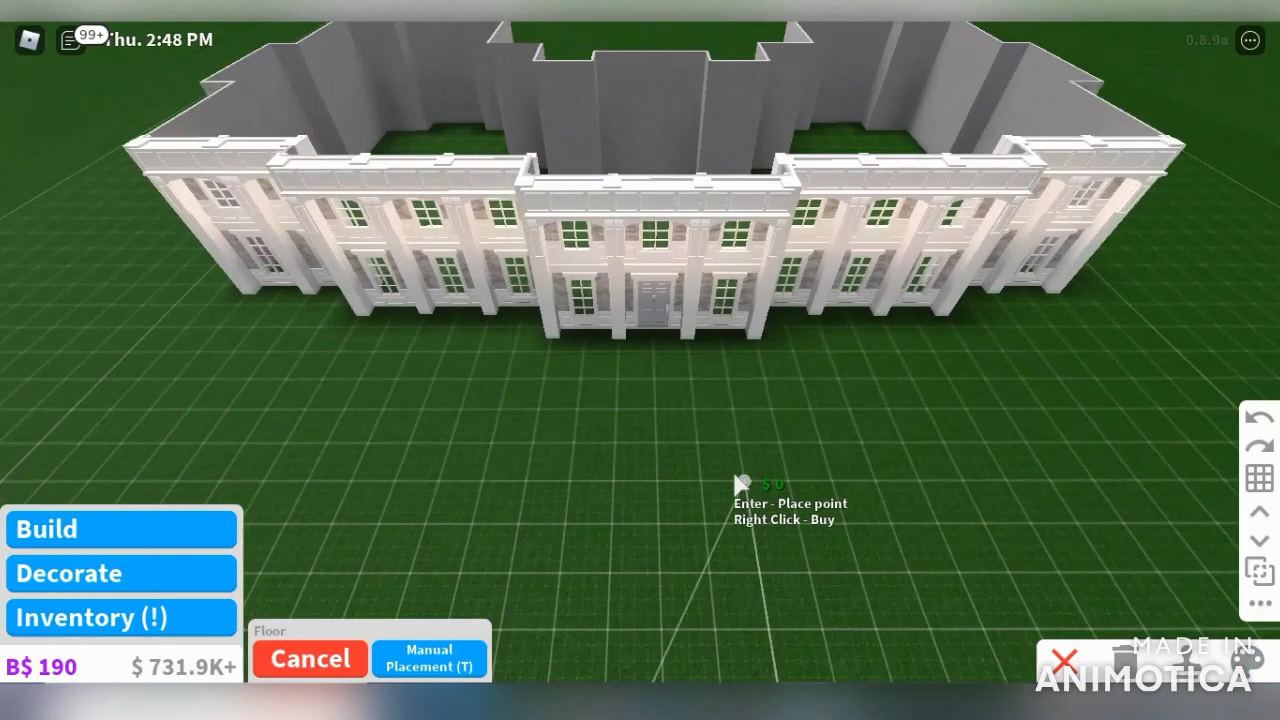 99+
Thu. 2:48 PM
0.8.9a
$ 0
Enter - Place point
Right Click - Buy
Build
Decorate
Inventory (!)
B$ 190
$ 731.9K+
Floor
Cancel
Manual
Placement (T)
MADE IN
ANIMOTICA